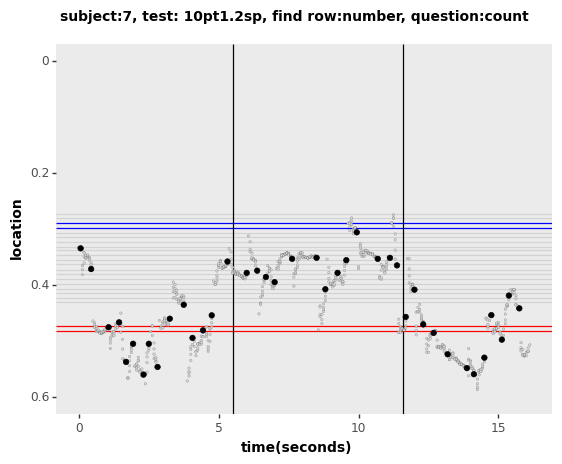 subject:7, test: 10pt1.2sp, find row:number, question:count
0
0.2
0.4
0.6
location
0
5
10
15
time(seconds)